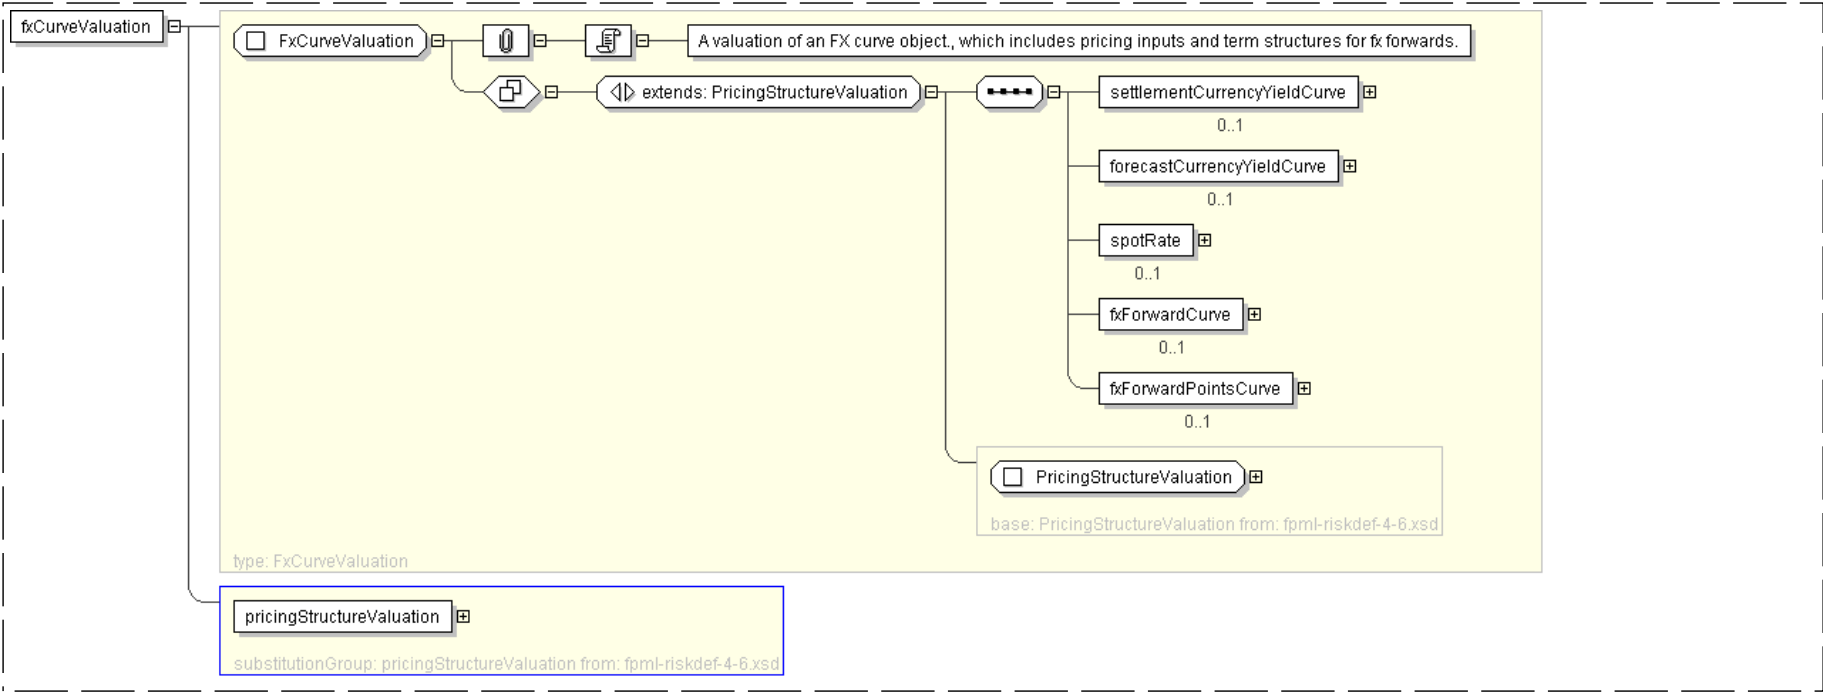 fxCurveValuation
FxCurveValuation
A valuation of an FX curve object., which includes pricing inputs and term structures for fx forwards.
extends: PricingStructureValuation
settlementCurrencyYieldCurve
0..1
forecastCurrencyYieldCurve
0..1
spotRate
0..1
fxForwardCurve
0..1
fxForwardPointsCurve
0..1
PricingStructureValuation
base: PricingStructureValuation from: fpml-riskdef-4-6.xsd
type: FxCurveValuation
pricingStructureValuation
substitutionGroup: pricingStructureValuation from: fpml-riskdef-4-6.xsd